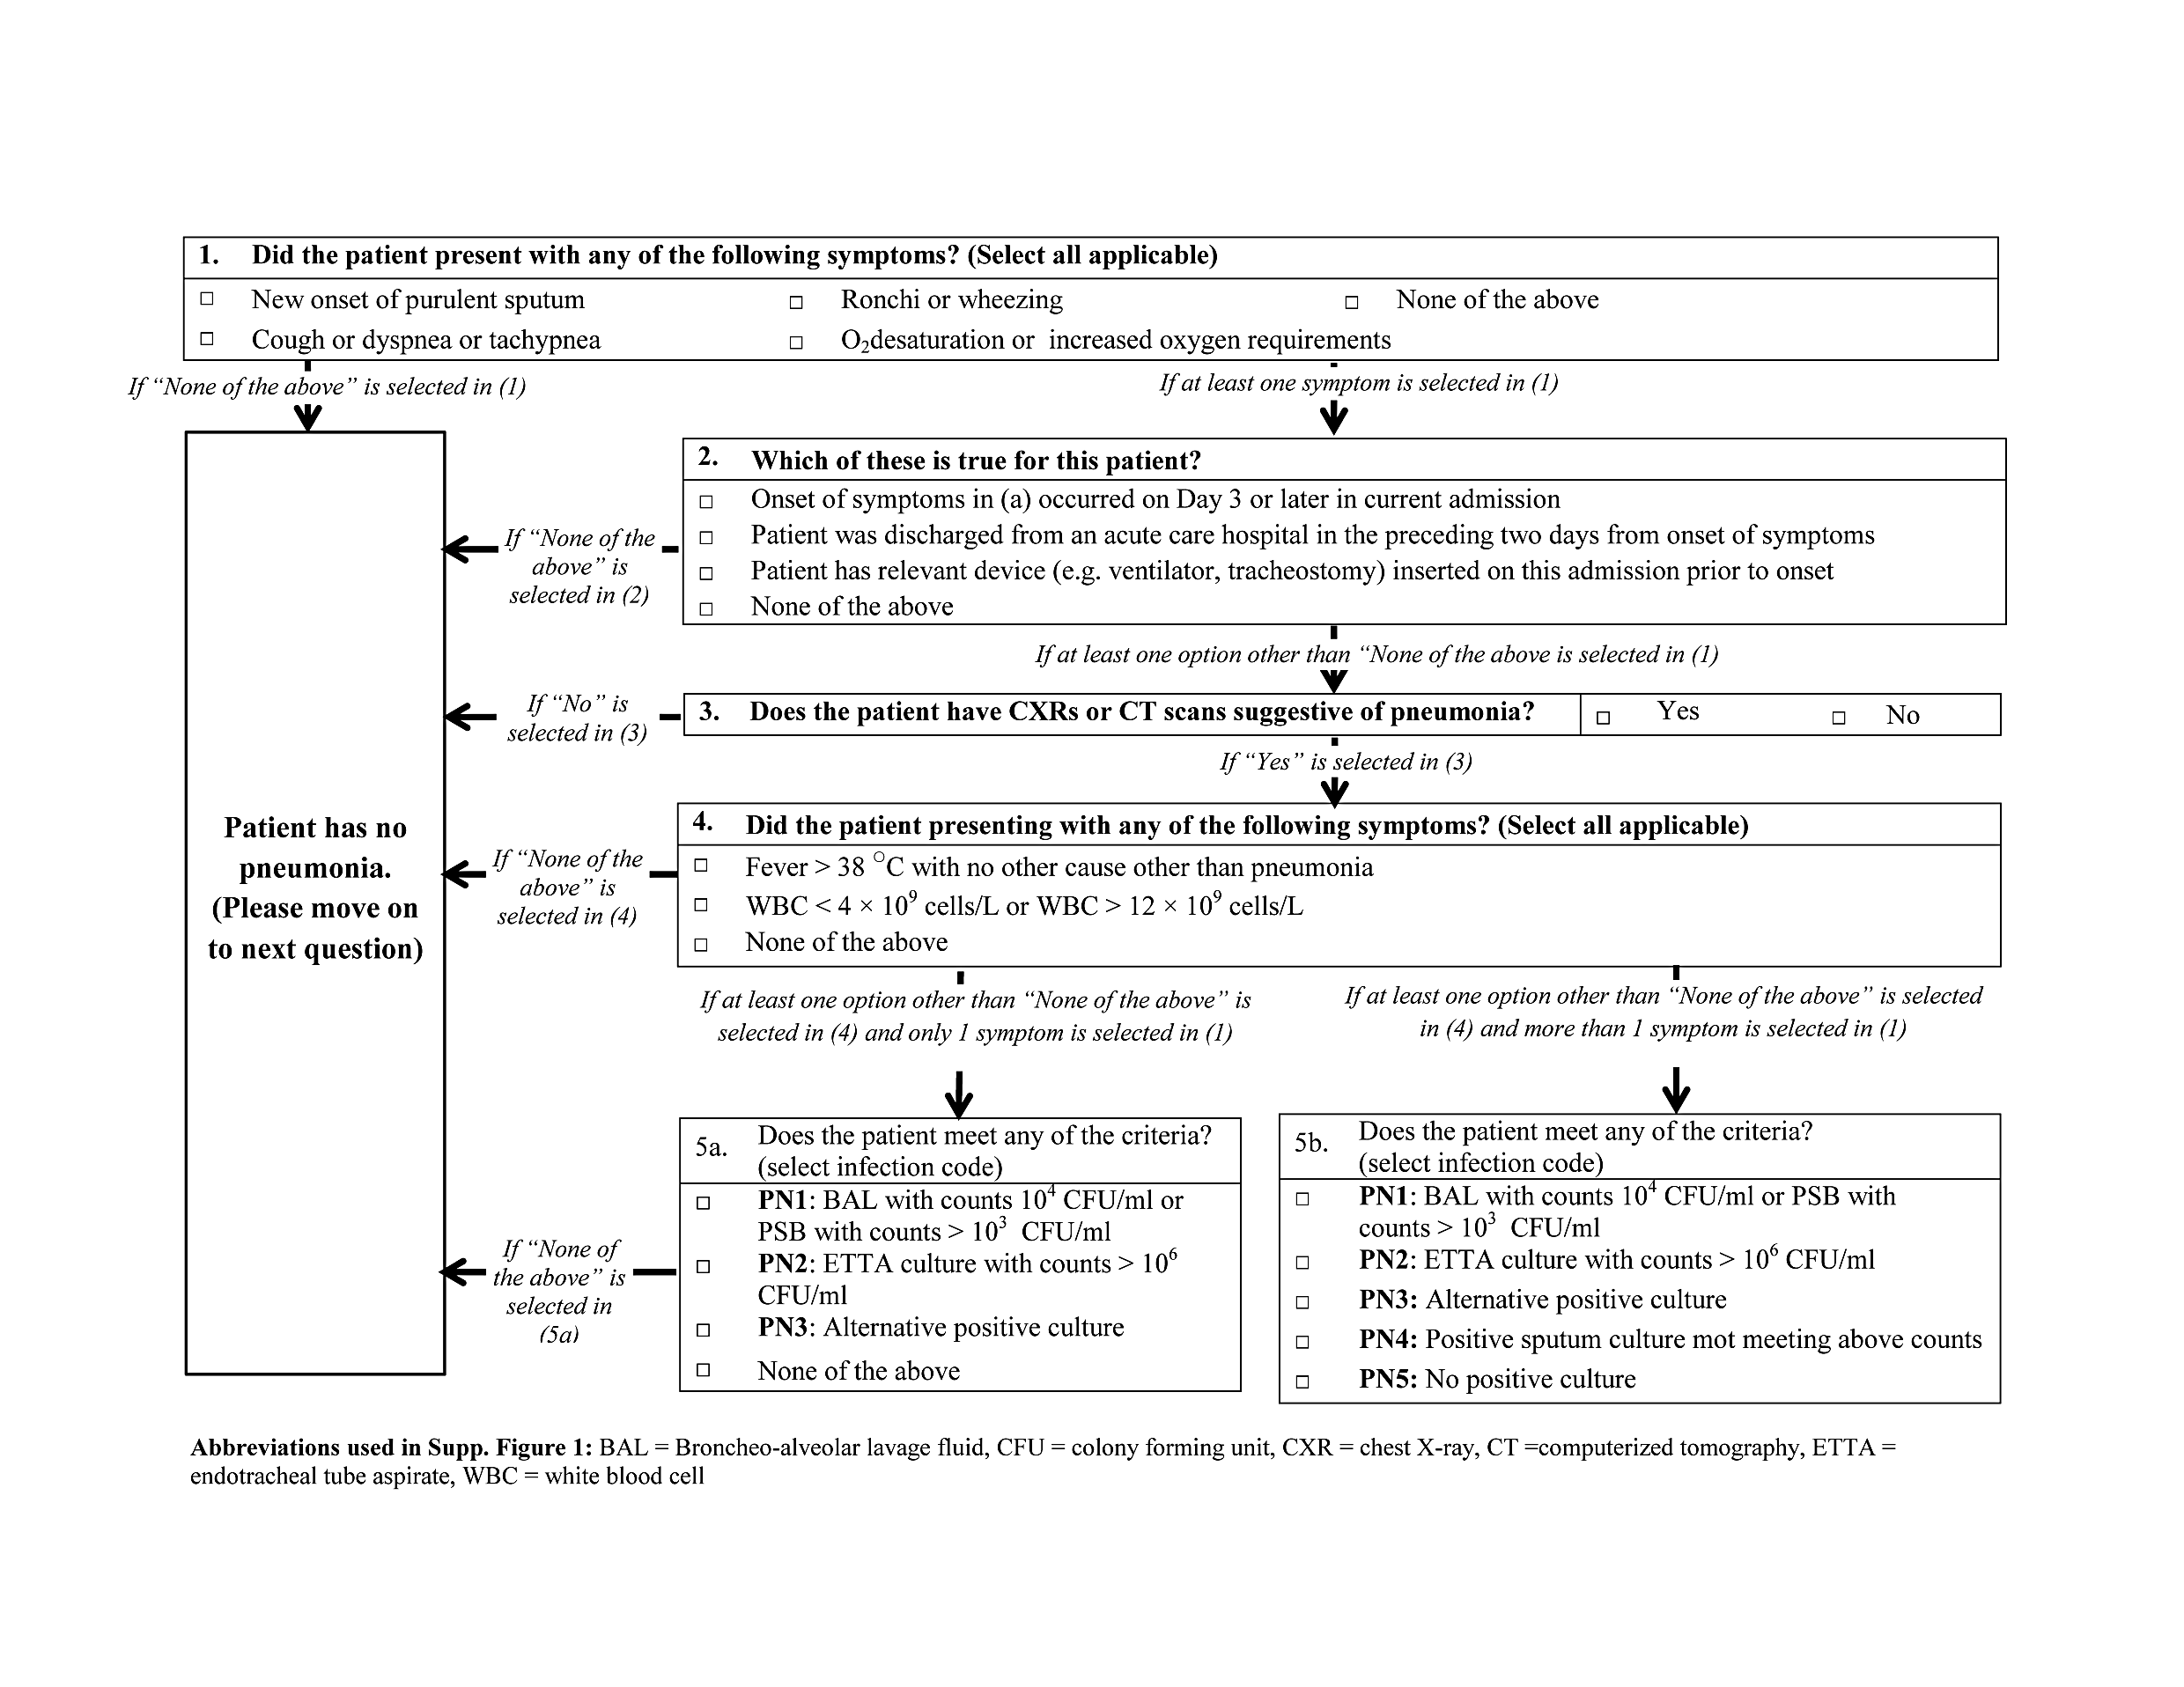 1. Did the patient present with any of the following symptoms? (Select all applicable)
□ New onset of purulent sputum □ Ronchi or wheezing □ None of the above
□ Cough or dyspnea or tachypnea □ O₂desaturation or increased oxygen requirements
If “None of the above” is selected in (1)
If at least one symptom is selected in (1)
2. Which of these is true for this patient?
□ Onset of symptoms in (a) occurred on Day 3 or later in current admission
□ Patient was discharged from an acute care hospital in the preceding two days from onset of symptoms
□ Patient has relevant device (e.g. ventilator, tracheostomy) inserted on this admission prior to onset
□ None of the above
If “None of the
above” is
selected in (2)
If at least one option other than “None of the above is selected in (1)
3. Does the patient have CXRs or CT scans suggestive of pneumonia? □ Yes □ No
If “No” is
selected in (3)
If “Yes” is selected in (3)
4. Did the patient presenting with any of the following symptoms? (Select all applicable)
□ Fever > 38 °C with no other cause other than pneumonia
□ WBC < 4 × 10⁹ cells/L or WBC > 12 × 10⁹ cells/L
□ None of the above
If “None of the
above” is
selected in (4)
Patient has no
pneumonia.
(Please move on
to next question)
If at least one option other than “None of the above” is
selected in (4) and only 1 symptom is selected in (1)
If at least one option other than “None of the above” is selected
in (4) and more than 1 symptom is selected in (1)
5a. Does the patient meet any of the criteria?
(select infection code)
□ PN1: BAL with counts 10⁴ CFU/ml or
PSB with counts > 10³ CFU/ml
□ PN2: ETTA culture with counts > 10⁶
CFU/ml
□ PN3: Alternative positive culture
□ None of the above
If “None of
the above” is
selected in
(5a)
5b. Does the patient meet any of the criteria?
(select infection code)
□ PN1: BAL with counts 10⁴ CFU/ml or PSB with
counts > 10³ CFU/ml
□ PN2: ETTA culture with counts > 10⁶ CFU/ml
□ PN3: Alternative positive culture
□ PN4: Positive sputum culture mot meeting above counts
□ PN5: No positive culture
Abbreviations used in Supp. Figure 1: BAL = Broncheo-alveolar lavage fluid, CFU = colony forming unit, CXR = chest X-ray, CT =computerized tomography, ETTA =
endotracheal tube aspirate, WBC = white blood cell